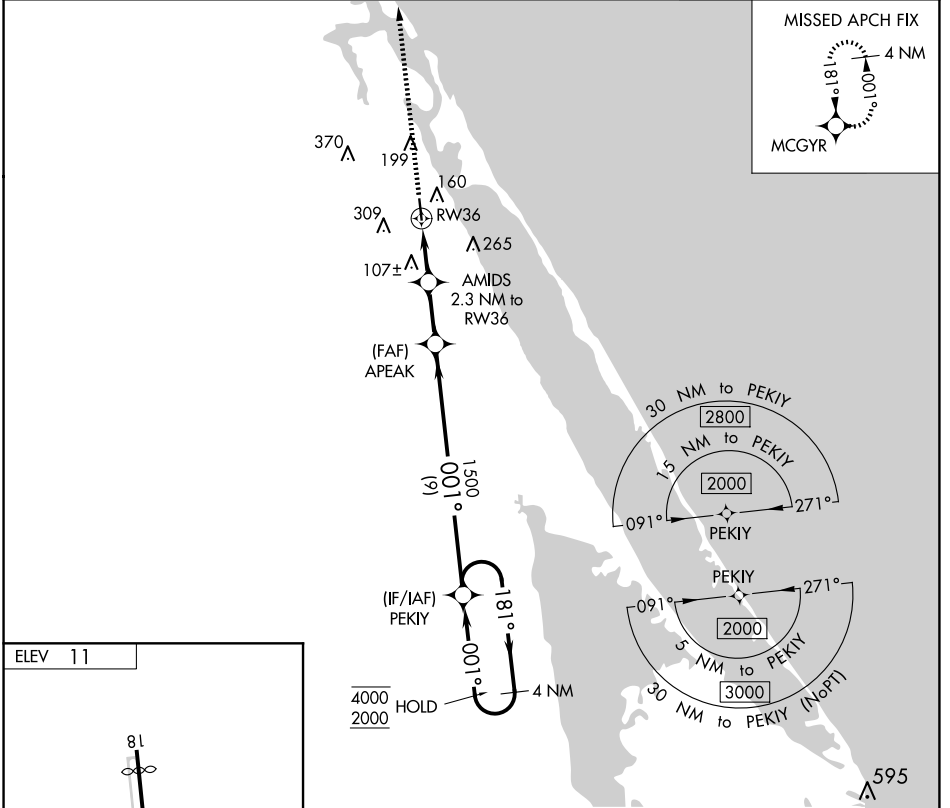 MISSED APCH FIX
4 NM
181°
001°
MCGYR
370
199
160
309
RW36
265
107±
AMIDS
2.3 NM to
RW36
(FAF)
APEAK
30 NM to PEKIY
2800
15 NM to PEKIY
2000
091°
271°
PEKIY
1500
001°
(9)
PEKIY
091°
271°
2000
5 NM to PEKIY
3000
30 NM to PEKIY (NoPT)
(IF/IAF)
PEKIY
181°
001°
4 NM
4000
2000
HOLD
ELEV 11
18
595